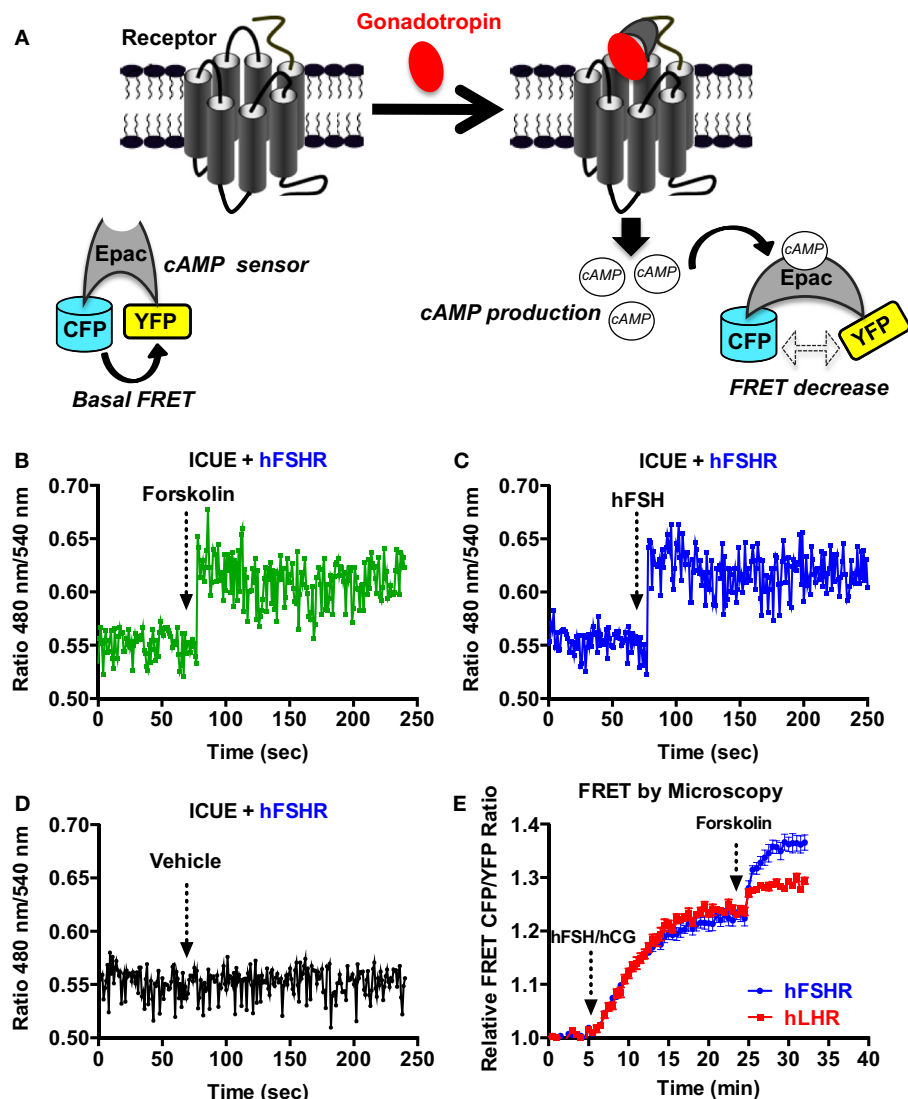 A
Receptor
Gonadotropin
Epac
cAMP sensor
CFP
YFP
Basal FRET
cAMP
cAMP
cAMP
cAMP production
cAMP
Epac
CFP
YFP
FRET decrease
B
ICUE + hFSHR
Forskolin
Ratio 480 nm/540 nm
0.70
0.65
0.60
0.55
0.50
0
50
100
150
200
250
Time (sec)
C
ICUE + hFSHR
hFSH
Ratio 480 nm/540 nm
0.70
0.65
0.60
0.55
0.50
0
50
100
150
200
250
Time (sec)
D
ICUE + hFSHR
Vehicle
Ratio 480 nm/540 nm
0.70
0.65
0.60
0.55
0.50
0
50
100
150
200
250
Time (sec)
E
FRET by Microscopy
Forskolin
hFSH/hCG
hFSHR
hLHR
Relative FRET CFP/YFP Ratio
1.4
1.3
1.2
1.1
1.0
0
5
10
15
20
25
30
35
40
Time (min)